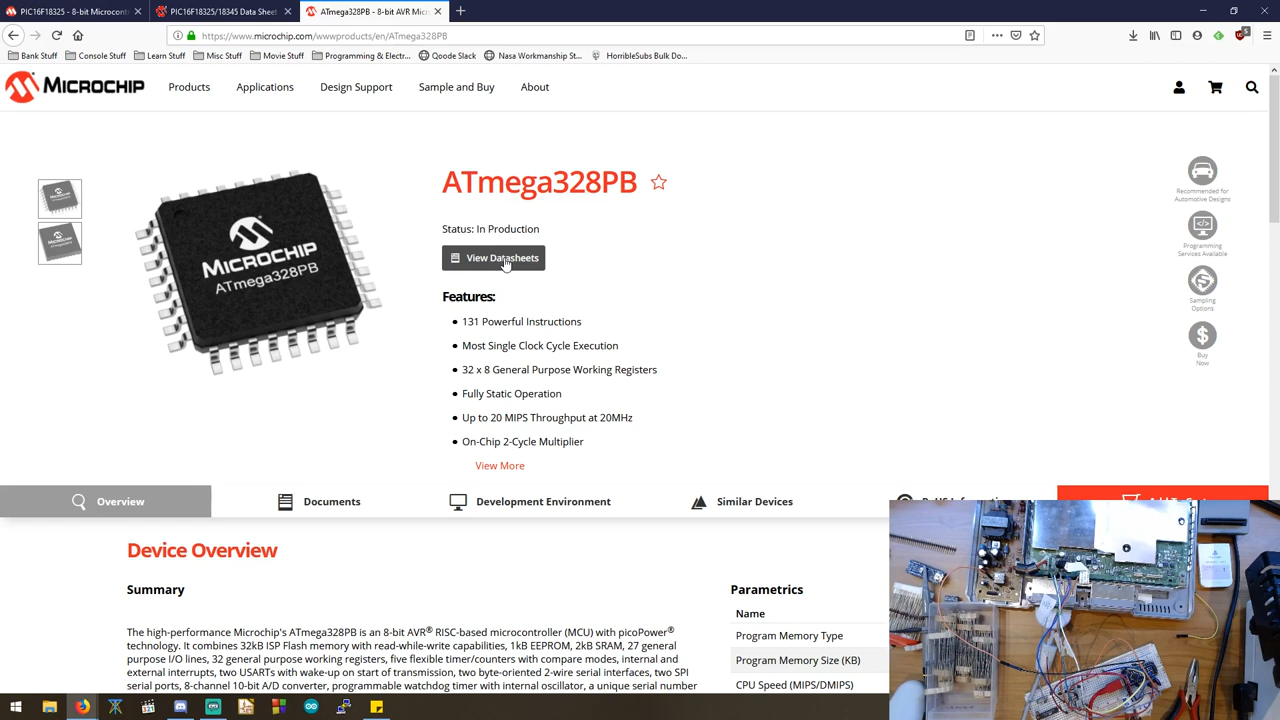 PIC16F18325 - 8-bit Microcont
PIC16F18325/18345 Data Sheet
ATmega328PB - 8-bit AVR Micr
https://www.microchip.com/wwwproducts/en/ATmega328PB
Bank Stuff
Console Stuff
Learn Stuff
Misc Stuff
Movie Stuff
Programming & Electr...
Qoode Slack
Nasa Workmanship St...
HorribleSubs Bulk Do...
MICROCHIP
Products
Applications
Design Support
Sample and Buy
About
MICROCHIP
ATmega328PB
ATmega328PB
Status: In Production
View Datasheets
Features:
131 Powerful Instructions
Most Single Clock Cycle Execution
32 x 8 General Purpose Working Registers
Fully Static Operation
Up to 20 MIPS Throughput at 20MHz
On-Chip 2-Cycle Multiplier
View More
Recommended for
Automotive Designs
Programming
Services Available
Sampling
Options
Buy
Now
Overview
Documents
Development Environment
Similar Devices
Device Overview
Summary
The high-performance Microchip's ATmega328PB is an 8-bit AVR® RISC-based microcontroller (MCU) with picoPower®
technology. It combines 32kB ISP Flash memory with read-while-write capabilities, 1kB EEPROM, 2kB SRAM, 27 general
purpose I/O lines, 32 general purpose working registers, five flexible timer/counters with compare modes, internal and
external interrupts, two USARTs with wake-up on start of transmission, two byte-oriented 2-wire serial interfaces, two SPI
serial ports, 8-channel 10-bit A/D converter, programmable watchdog timer with internal oscillator, a unique serial number
Parametrics
Name
Program Memory Type
Program Memory Size (KB)
CPU Speed (MIPS/DMIPS)